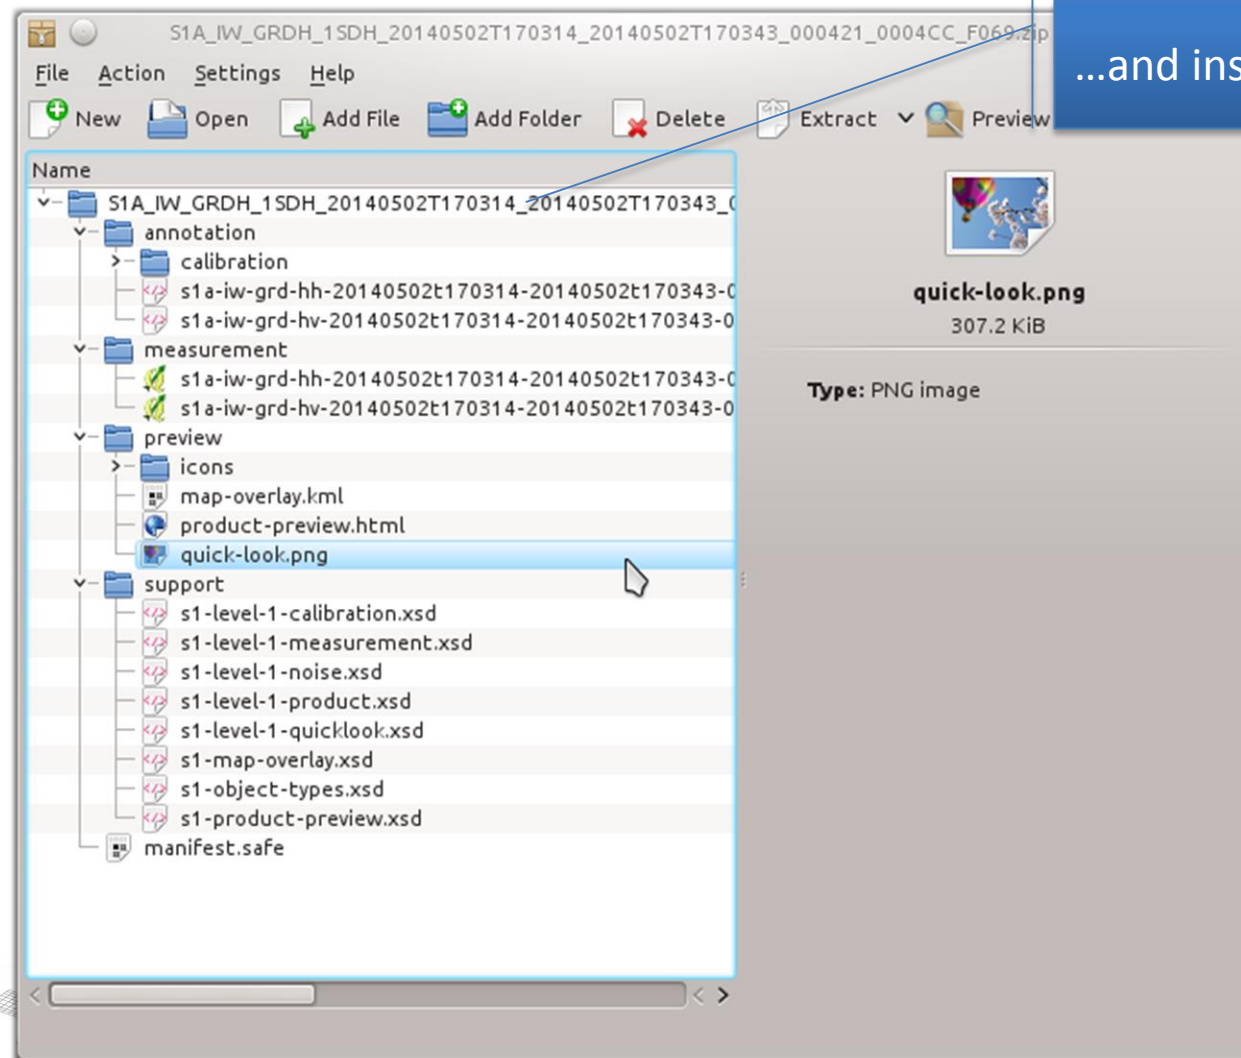 S1A_IW_GRDH_1SDH_20140502T170314_20140502T170343_000421_0004CC_F069.zip
...and ins
File Action Settings Help
New Open Add File Add Folder Delete Extract Preview
Name
S1A_IW_GRDH_1SDH_20140502T170314_20140502T170343_
annotation
calibration
s1a-iw-grd-hh-20140502t170314-20140502t170343-0
s1a-iw-grd-hv-20140502t170314-20140502t170343-0
measurement
s1a-iw-grd-hh-20140502t170314-20140502t170343-0
s1a-iw-grd-hv-20140502t170314-20140502t170343-0
preview
icons
map-overlay.kml
product-preview.html
quick-look.png
support
s1-level-1-calibration.xsd
s1-level-1-measurement.xsd
s1-level-1-noise.xsd
s1-level-1-product.xsd
s1-level-1-quicklook.xsd
s1-map-overlay.xsd
s1-object-types.xsd
s1-product-preview.xsd
manifest.safe
quick-look.png
307.2 KiB
Type: PNG image